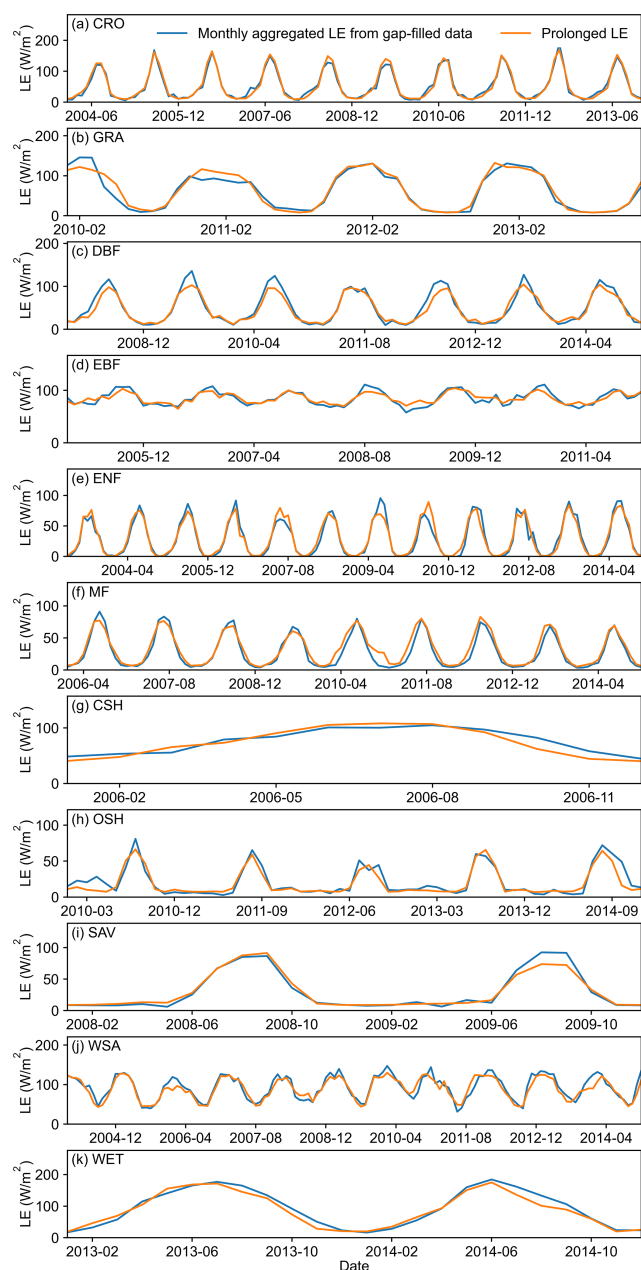 (a) CRO
Monthly aggregated LE from gap-filled data
Prolonged LE
LE (W/m²)
200
100
0
2004-06 2005-12 2007-06 2008-12 2010-06 2011-12 2013-06
(b) GRA
LE (W/m²)
200
100
0
2010-02 2011-02 2012-02 2013-02
(c) DBF
LE (W/m²)
200
100
0
2008-12 2010-04 2011-08 2012-12 2014-04
(d) EBF
LE (W/m²)
100
0
2005-12 2007-04 2008-08 2009-12 2011-04
(e) ENF
LE (W/m²)
100
50
0
2004-04 2005-12 2007-08 2009-04 2010-12 2012-08 2014-04
(f) MF
LE (W/m²)
100
50
0
2006-04 2007-08 2008-12 2010-04 2011-08 2012-12 2014-04
(g) CSH
LE (W/m²)
100
0
2006-02 2006-05 2006-08 2006-11
(h) OSH
LE (W/m²)
100
50
0
2010-03 2010-12 2011-09 2012-06 2013-03 2013-12 2014-09
(i) SAV
LE (W/m²)
100
50
0
2008-02 2008-06 2008-10 2009-02 2009-06 2009-10
(j) WSA
LE (W/m²)
200
100
0
2004-12 2006-04 2007-08 2008-12 2010-04 2011-08 2012-12 2014-04
(k) WET
LE (W/m²)
200
100
0
2013-02 2013-06 2013-10 2014-02 2014-06 2014-10
Date